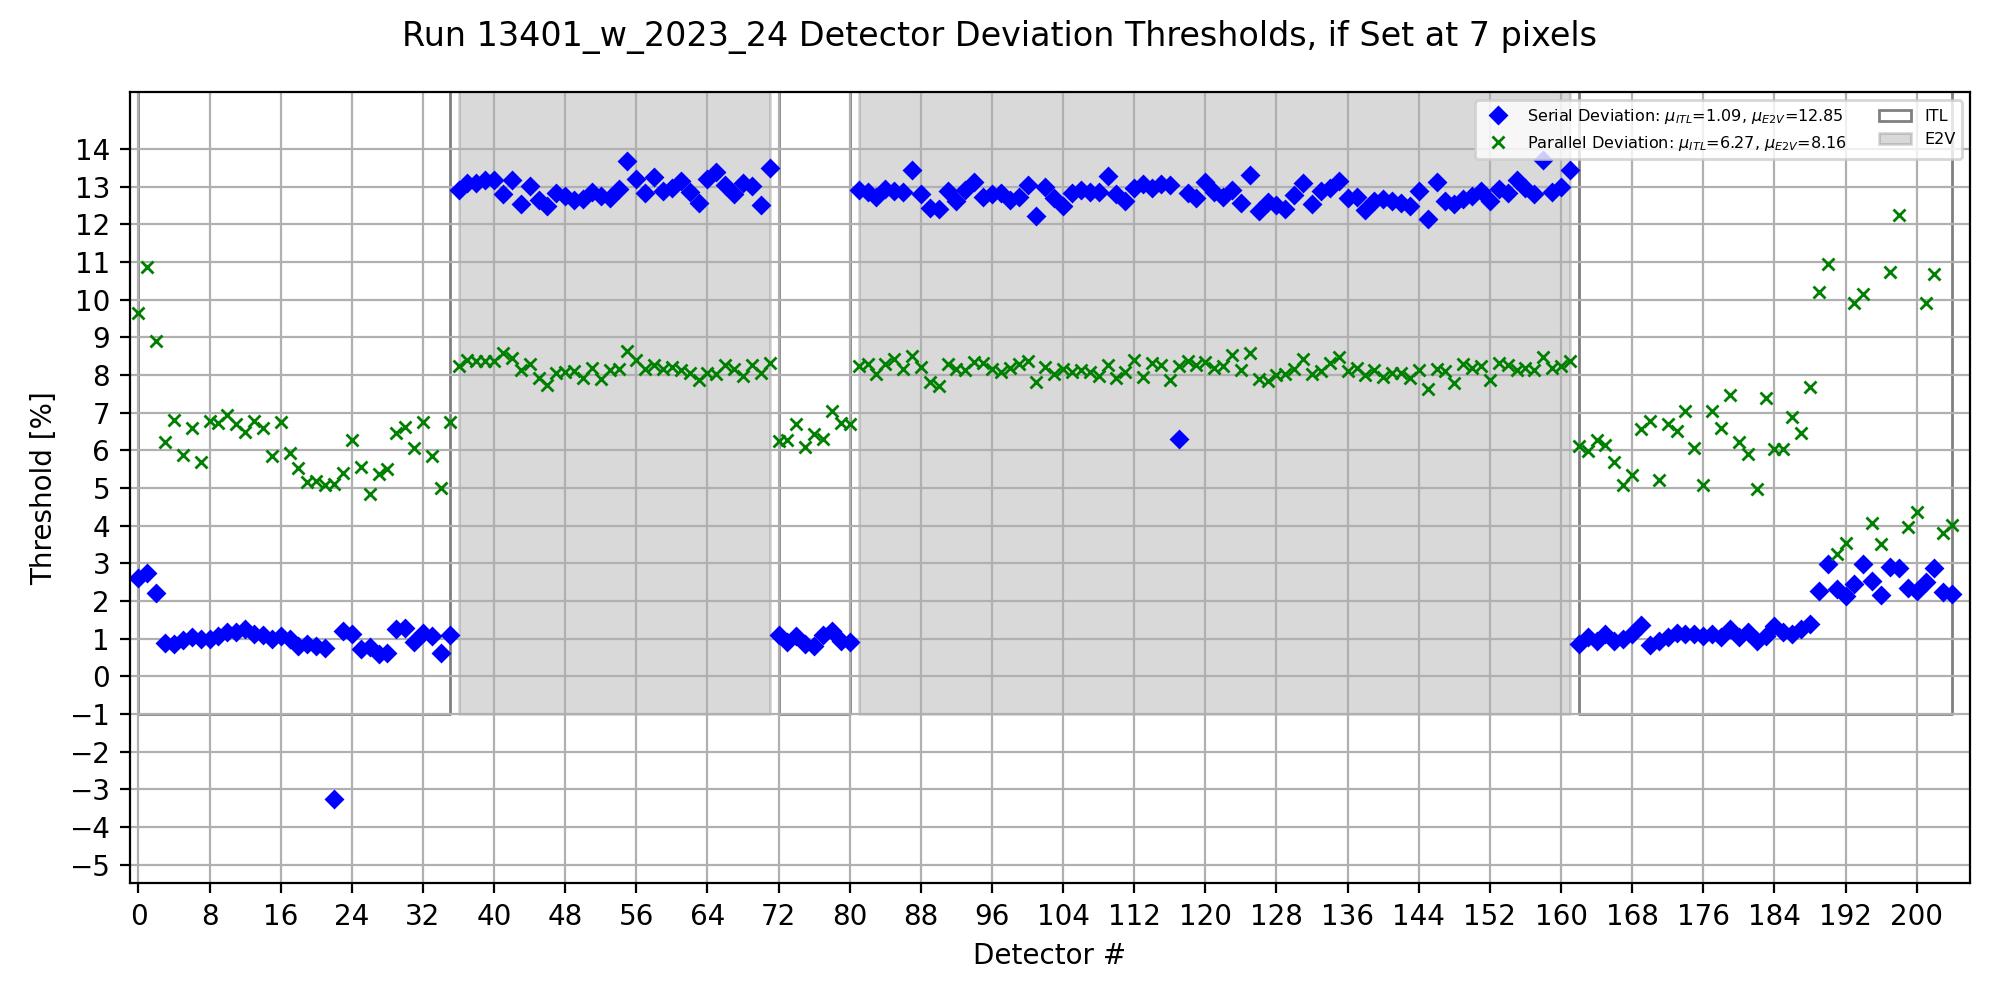 Run 13401_w_2023_24 Detector Deviation Thresholds, if Set at 7 pixels
Serial Deviation: μITL=1.09, μE2V=12.85
Parallel Deviation: μITL=6.27, μE2V=8.16
ITL
E2V
Threshold [%]
14
13
12
11
10
9
8
7
6
5
4
3
2
1
0
−1
−2
−3
−4
−5
0 8 16 24 32 40 48 56 64 72 80 88 96 104 112 120 128 136 144 152 160 168 176 184 192 200
Detector #